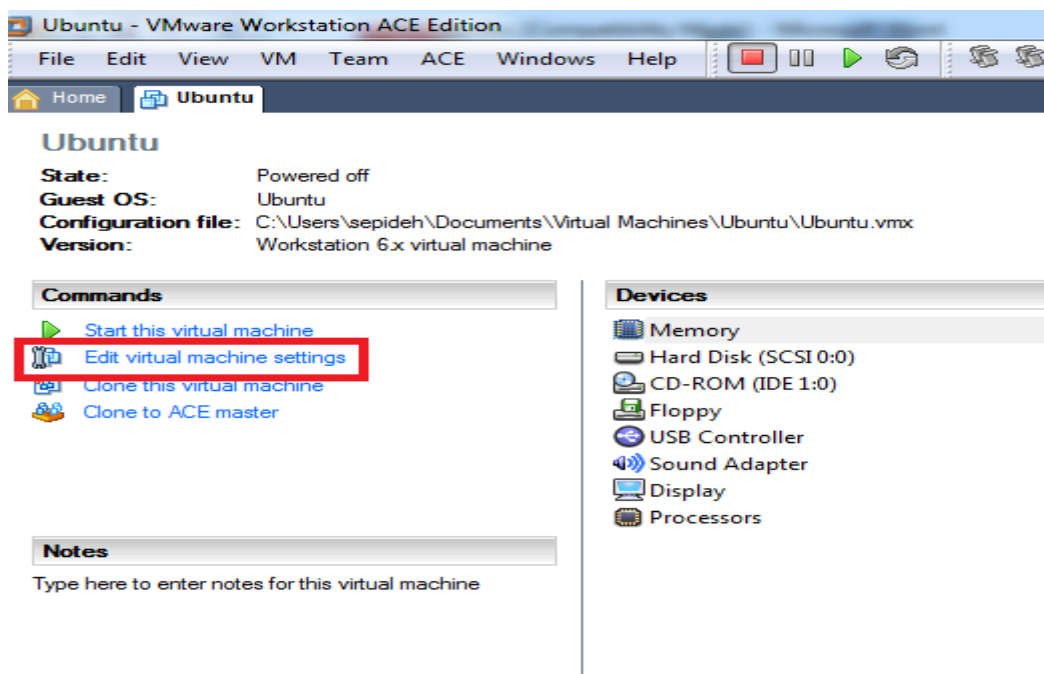 Ubuntu - VMware Workstation ACE Edition
File Edit View VM Team ACE Windows Help
Home Ubuntu
Ubuntu
State: Powered off
Guest OS: Ubuntu
Configuration file: C:\Users\sepideh\Documents\Virtual Machines\Ubuntu\Ubuntu.vmx
Version: Workstation 6.x virtual machine
Commands
Start this virtual machine
Edit virtual machine settings
Clone this virtual machine
Clone to ACE master
Notes
Type here to enter notes for this virtual machine
Devices
Memory
Hard Disk (SCSI 0:0)
CD-ROM (IDE 1:0)
Floppy
USB Controller
Sound Adapter
Display
Processors